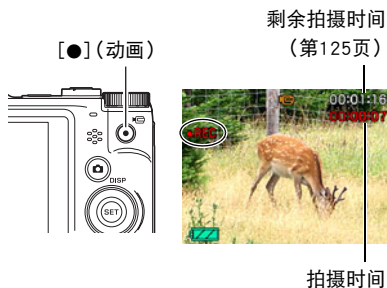 剩余拍摄时间
[●](动画)
(第125页)
00:01:16
00:00:07
●REC
DISP
SET
拍摄时间